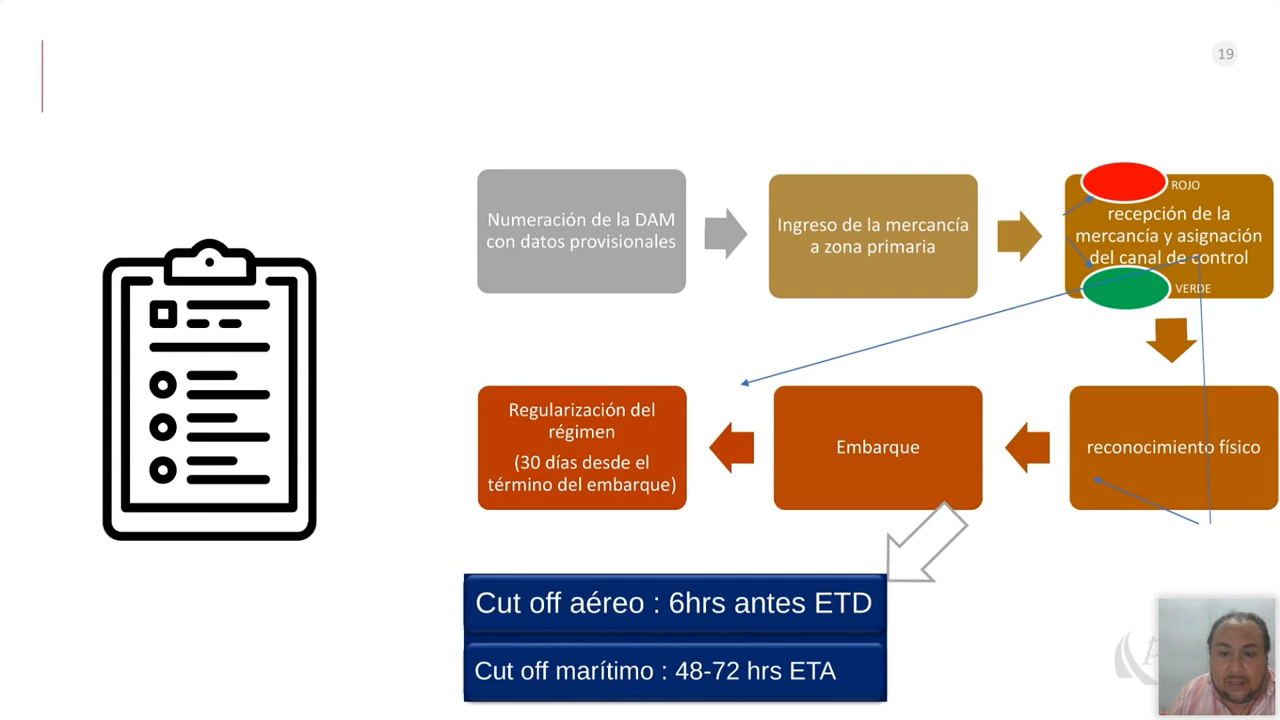 19
Numeración de la DAM
con datos provisionales
Ingreso de la mercancía
a zona primaria
ROJO
recepción de la
mercancía y asignación
del canal de control
VERDE
Regularización del
régimen
(30 días desde el
término del embarque)
Embarque
reconocimiento físico
Cut off aéreo : 6hrs antes ETD
Cut off marítimo : 48-72 hrs ETA